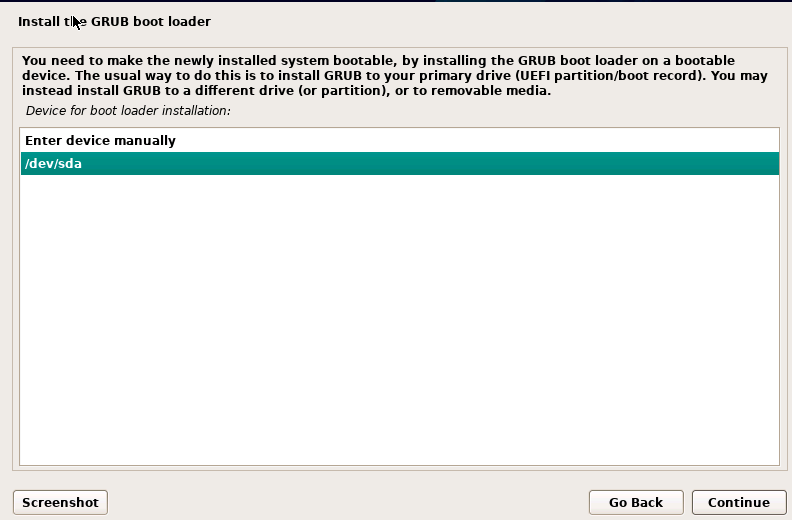 Install the GRUB boot loader
You need to make the newly installed system bootable, by installing the GRUB boot loader on a bootable
device. The usual way to do this is to install GRUB to your primary drive (UEFI partition/boot record). You may
instead install GRUB to a different drive (or partition), or to removable media.
Device for boot loader installation:
Enter device manually
/dev/sda
Screenshot
Go Back
Continue